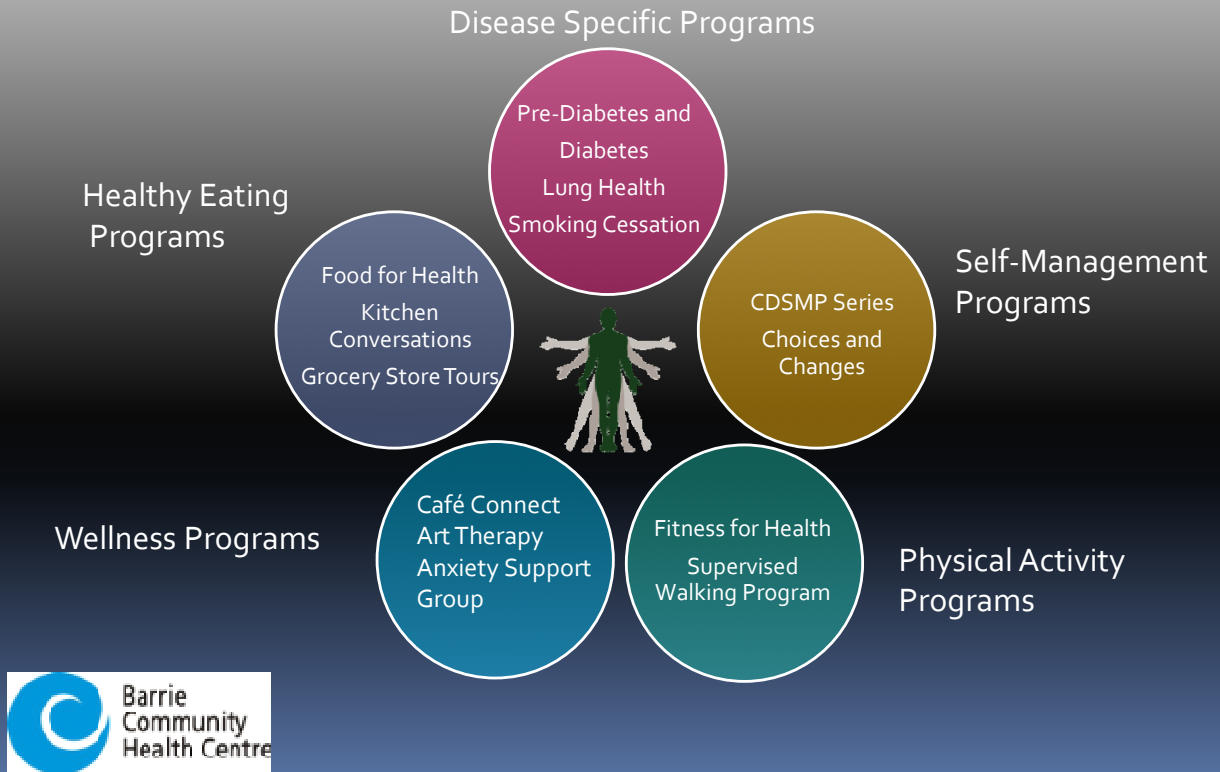 Disease Specific Programs
Pre-Diabetes and
Diabetes
Lung Health
Smoking Cessation
Healthy Eating
Programs
Food for Health
Kitchen
Conversations
Grocery Store Tours
Self-Management
Programs
CDSMP Series
Choices and
Changes
Wellness Programs
Café Connect
Art Therapy
Anxiety Support
Group
Fitness for Health
Supervised
Walking Program
Physical Activity
Programs
Barrie
Community
Health Centre